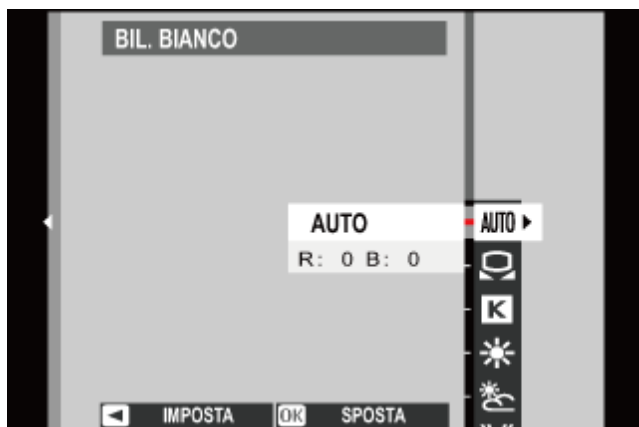 BIL. BIANCO
AUTO AUTO
R: 0 B: 0
K
IMPOSTA OK SPOSTA